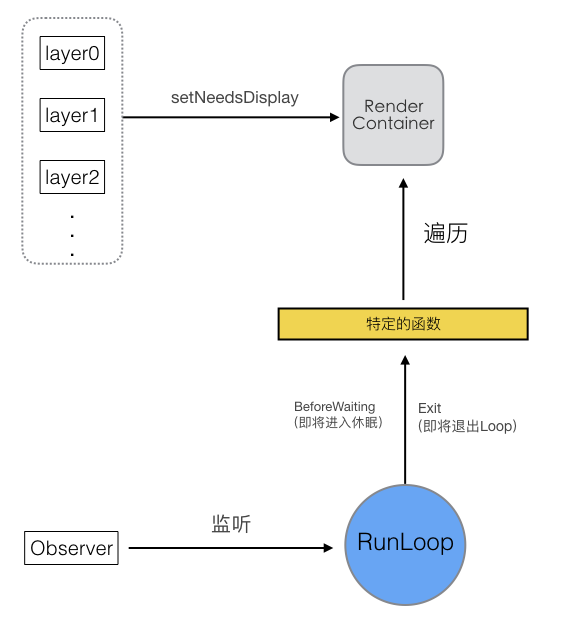 layer0
layer1
layer2
.
.
.
setNeedsDisplay
Render
Container
遍历
特定的函数
BeforeWaiting
(即将进入休眠)
Exit
(即将退出Loop)
Observer
监听
RunLoop